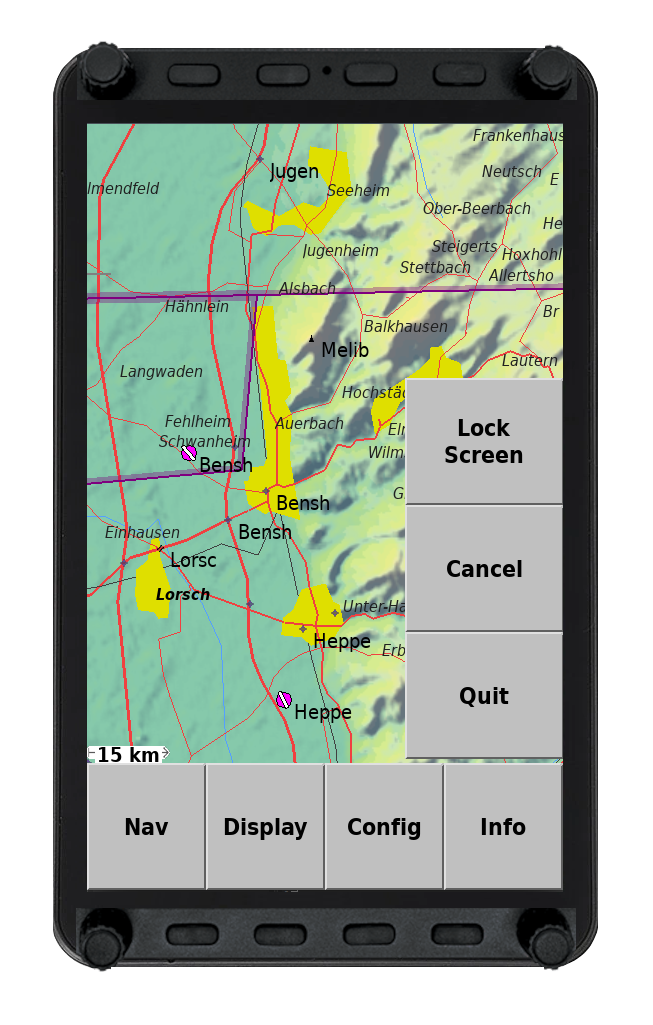 Frankenhaus
Neutsch
E
lmendfeld
Jugen
Seeheim
Ober-Beerbach
He
Steigerts
Hoxhohl
Jugenheim
Stettbach
Allertsho
Alsbach
Hähnlein
Br
Balkhausen
Melib
Lautern
Langwaden
Hochstäd
Fehlheim
Auerbach
Schwanheim
Bensh
Wilm
Bensh
Bensh
Einhausen
Lorsc
Lorsch
Unter-Ha
Heppe
Erb
Heppe
Lock
Screen
Cancel
Quit
15 km
Nav
Display
Config
Info